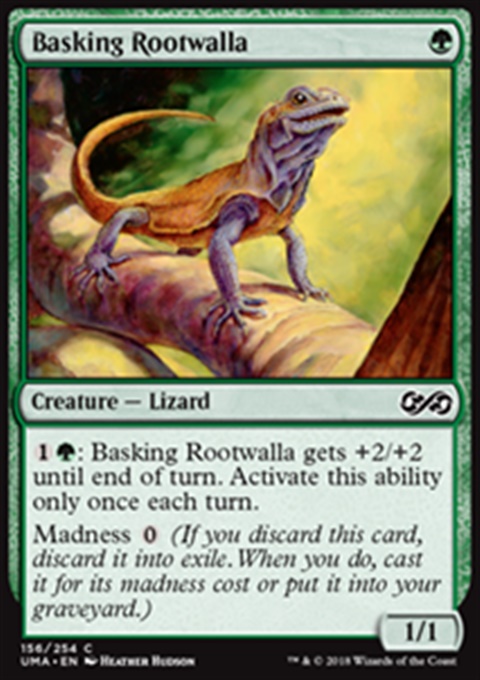 Basking Rootwalla
Creature — Lizard
1 : Basking Rootwalla gets +2/+2
until end of turn. Activate this ability
only once each turn.
Madness 0 (If you discard this card,
discard it into exile. When you do, cast
it for its madness cost or put it into your
graveyard.)
1/1
156/254 C
UMA • EN Heather Hudson
™ & © 2018 Wizards of the Coast